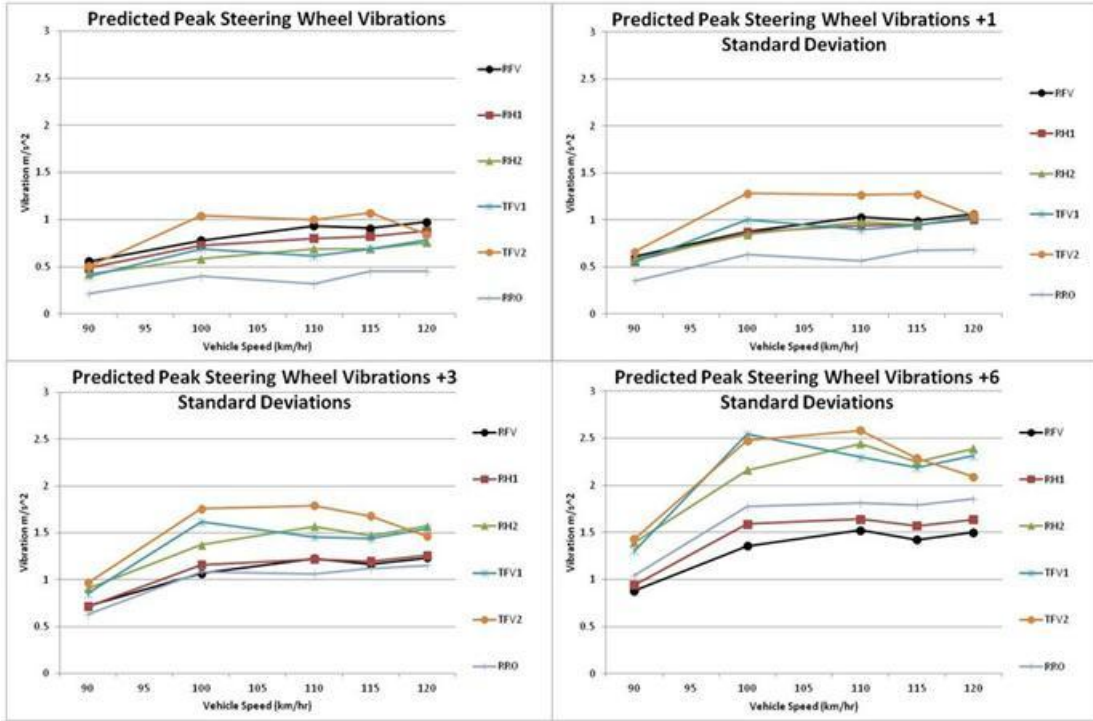 Predicted Peak Steering Wheel Vibrations
3
2.5
2
1.5
1
0.5
0
Vibration m/s^2
90 95 100 105 110 115 120
Vehicle Speed (km/hr)
RFV
RH1
RH2
TFV1
TFV2
RRO
Predicted Peak Steering Wheel Vibrations +1
Standard Deviation
3
2.5
2
1.5
1
0.5
0
Vibration m/s^2
90 95 100 105 110 115 120
Vehicle Speed (km/hr)
RFV
RH1
RH2
TFV1
TFV2
RRO
Predicted Peak Steering Wheel Vibrations +3
Standard Deviations
3
2.5
2
1.5
1
0.5
0
Vibration m/s^2
90 95 100 105 110 115 120
Vehicle Speed (km/hr)
RFV
RH1
RH2
TFV1
TFV2
RRO
Predicted Peak Steering Wheel Vibrations +6
Standard Deviations
3
2.5
2
1.5
1
0.5
0
Vibration m/s^2
90 95 100 105 110 115 120
Vehicle Speed (km/hr)
RFV
RH1
RH2
TFV1
TFV2
RRO